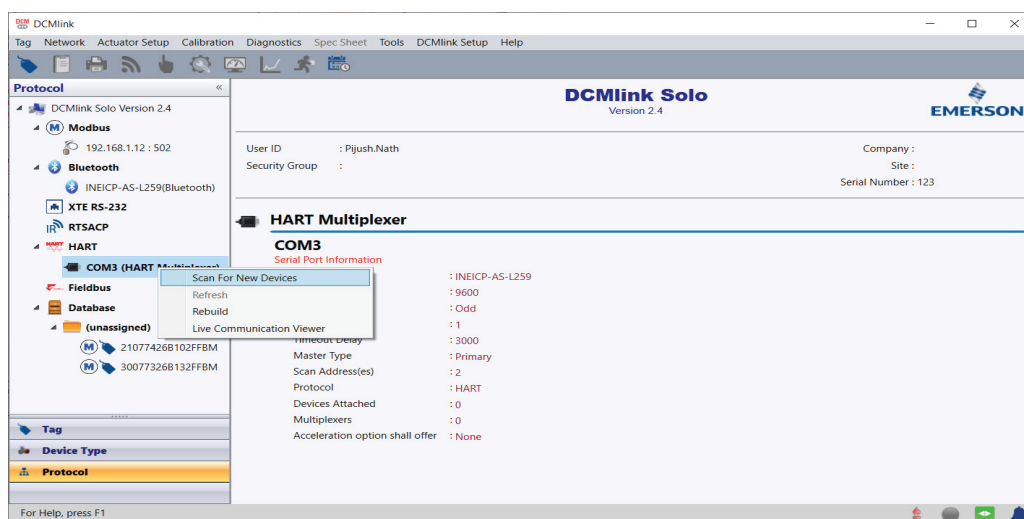 DCM DCMlink
Tag Network Actuator Setup Calibration Diagnostics Spec Sheet Tools DCMlink Setup Help
Protocol «
DCMlink Solo Version 2.4
M Modbus
192.168.1.12 : 502
Bluetooth
INEICP-AS-L259(Bluetooth)
XTE RS-232
IR RTSACP
HART HART
COM3 (HART Multiplexer)
Fieldbus
Database
(unassigned)
M 21077426B102FFBM
M 30077326B132FFBM
Scan For New Devices
Refresh
Rebuild
Live Communication Viewer
Tag
Device Type
Protocol
DCMlink Solo
Version 2.4
EMERSON
User ID : Pijush.Nath
Security Group :
Company :
Site :
Serial Number : 123
HART Multiplexer
COM3
Serial Port Information
: INEICP-AS-L259
: 9600
: Odd
: 1
Timeout Delay : 3000
Master Type : Primary
Scan Address(es) : 2
Protocol : HART
Devices Attached : 0
Multiplexers : 0
Acceleration option shall offer : None
For Help, press F1